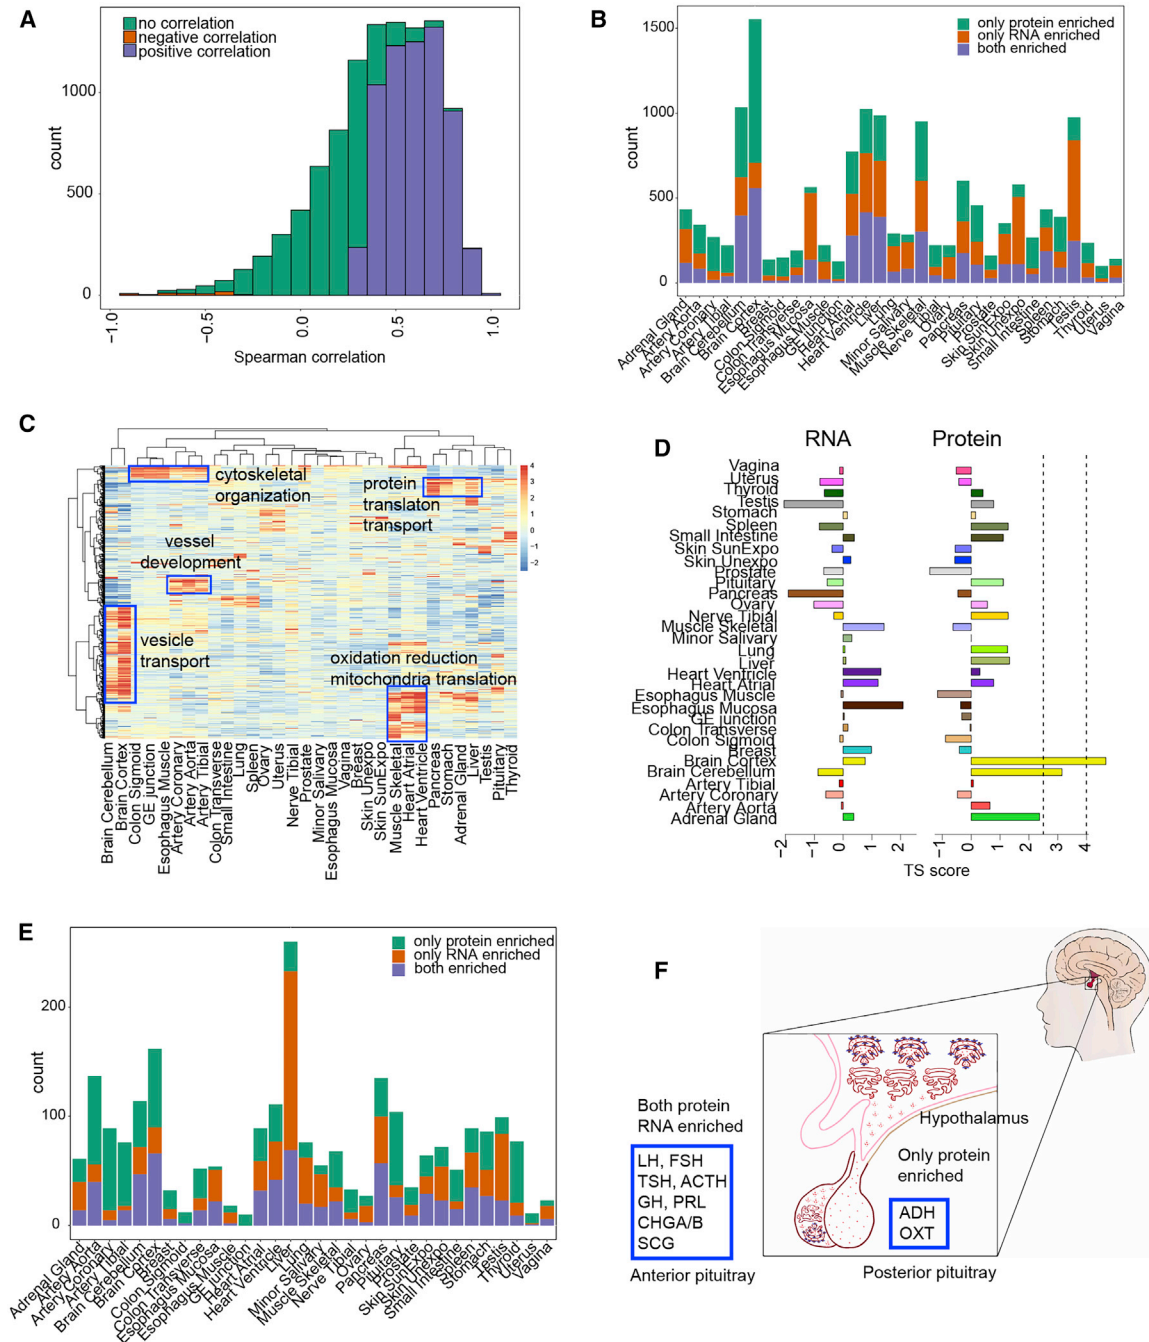 A
no correlation
negative correlation
positive correlation
count
1000
500
0
-1.0
-0.5
0.0
0.5
1.0
Spearman correlation
B
only protein enriched
only RNA enriched
both enriched
count
1500
1000
500
0
Adrenal Gland
Artery Aorta
Artery Coronary
Artery Tibial
Brain Cerebellum
Brain Cortex
Breast
Colon Sigmoid
Colon Transverse
Esophagus Mucosa
Esophagus Muscle
GE junction
Heart Atrial
Heart Ventricle
Liver
Lung
Minor Salivary
Muscle Skeletal
Nerve Tibial
Ovary
Pancreas
Pituitary
Prostate
Skin SunExpo
Skin Unexpo
Small Intestine
Spleen
Stomach
Testis
Thyroid
Uterus
Vagina
C
cytoskeletal
organization
protein
translaton
transport
vessel
development
vesicle
transport
oxidation reduction
mitochondria translation
4
3
2
1
0
-1
-2
Brain Cerebellum
Brain Cortex
Colon Sigmoid
GE junction
Esophagus Muscle
Artery Coronary
Artery Aorta
Artery Tibial
Colon Transverse
Small Intestine
Lung
Spleen
Ovary
Uterus
Nerve Tibial
Prostate
Minor Salivary
Esophagus Mucosa
Vagina
Breast
Skin Unexpo
Skin SunExpo
Muscle Skeletal
Heart Atrial
Heart Ventricle
Pancreas
Stomach
Adrenal Gland
Liver
Testis
Pituitary
Thyroid
D
RNA
Protein
Vagina
Uterus
Thyroid
Testis
Stomach
Spleen
Small Intestine
Skin SunExpo
Skin Unexpo
Prostate
Pituitary
Pancreas
Ovary
Nerve Tibial
Muscle Skeletal
Minor Salivary
Lung
Liver
Heart Ventricle
Heart Atrial
Esophagus Muscle
Esophagus Mucosa
GE junction
Colon Transverse
Colon Sigmoid
Breast
Brain Cortex
Brain Cerebellum
Artery Tibial
Artery Coronary
Artery Aorta
Adrenal Gland
-2
-1
0
1
2
-1
0
1
2
3
4
TS score
E
only protein enriched
only RNA enriched
both enriched
count
200
100
0
Adrenal Gland
Artery Aorta
Artery Coronary
Artery Tibial
Brain Cerebellum
Brain Cortex
Breast
Colon Sigmoid
Colon Transverse
Esophagus Mucosa
Esophagus Muscle
GE Junction
Heart Atrial
Heart Ventricle
Liver
Lung
Minor Salivary
Muscle Skeletal
Nerve Tibial
Ovary
Pancreas
Pituitary
Prostate
Skin SunExpo
Skin Unexpo
Small Intestine
Spleen
Stomach
Testis
Thyroid
Uterus
Vagina
F
Both protein
RNA enriched
LH, FSH
TSH, ACTH
GH, PRL
CHGA/B
SCG
Anterior pituitray
Hypothalamus
Only protein
enriched
ADH
OXT
Posterior pituitray